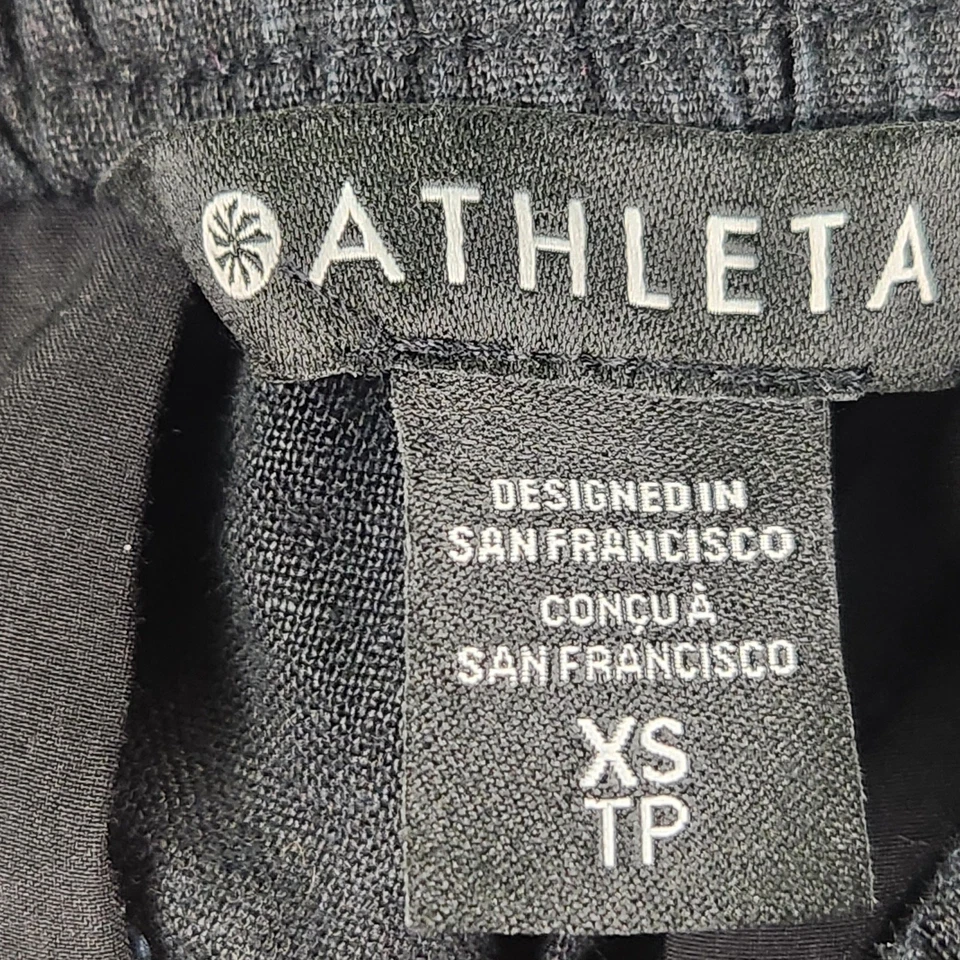 ATHLETA
DESIGNED IN
SAN FRANCISCO
CONÇU À
SAN FRANCISCO
XS
TP